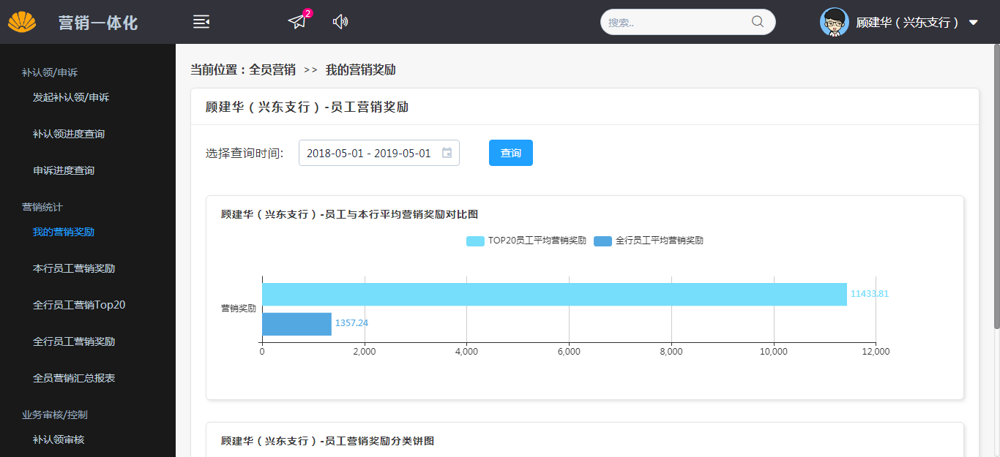 营销一体化
2
搜索..
顾建华（兴东支行）
补认领/申诉
发起补认领/申诉
补认领进度查询
申诉进度查询
营销统计
我的营销奖励
本行员工营销奖励
全行员工营销Top20
全行员工营销奖励
全员营销汇总报表
业务审核/控制
补认领审核
当前位置：全员营销 >> 我的营销奖励
顾建华（兴东支行）-员工营销奖励
选择查询时间: 2018-05-01 - 2019-05-01 查询
顾建华（兴东支行）-员工与本行平均营销奖励对比图
TOP20员工平均营销奖励 全行员工平均营销奖励
11433.81
营销奖励
1357.24
0 2,000 4,000 6,000 8,000 10,000 12,000
顾建华（兴东支行）-员工营销奖励分类饼图